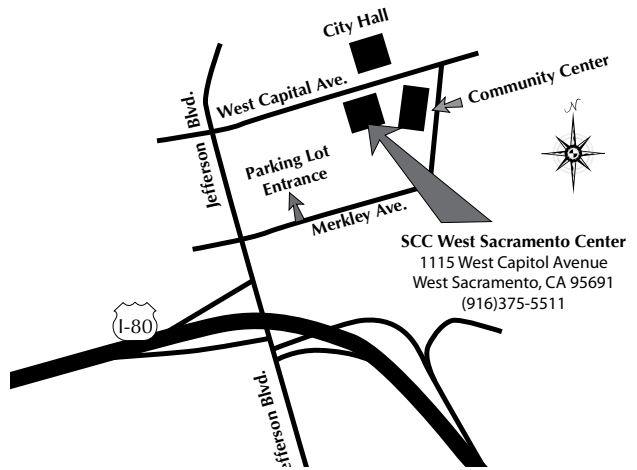 City Hall
West Capital Ave.
Community Center
N
Jefferson Blvd.
Parking Lot
Entrance
Merkley Ave.
SCC West Sacramento Center
1115 West Capitol Avenue
West Sacramento, CA 95691
(916)375-5511
I-80
Jefferson Blvd.